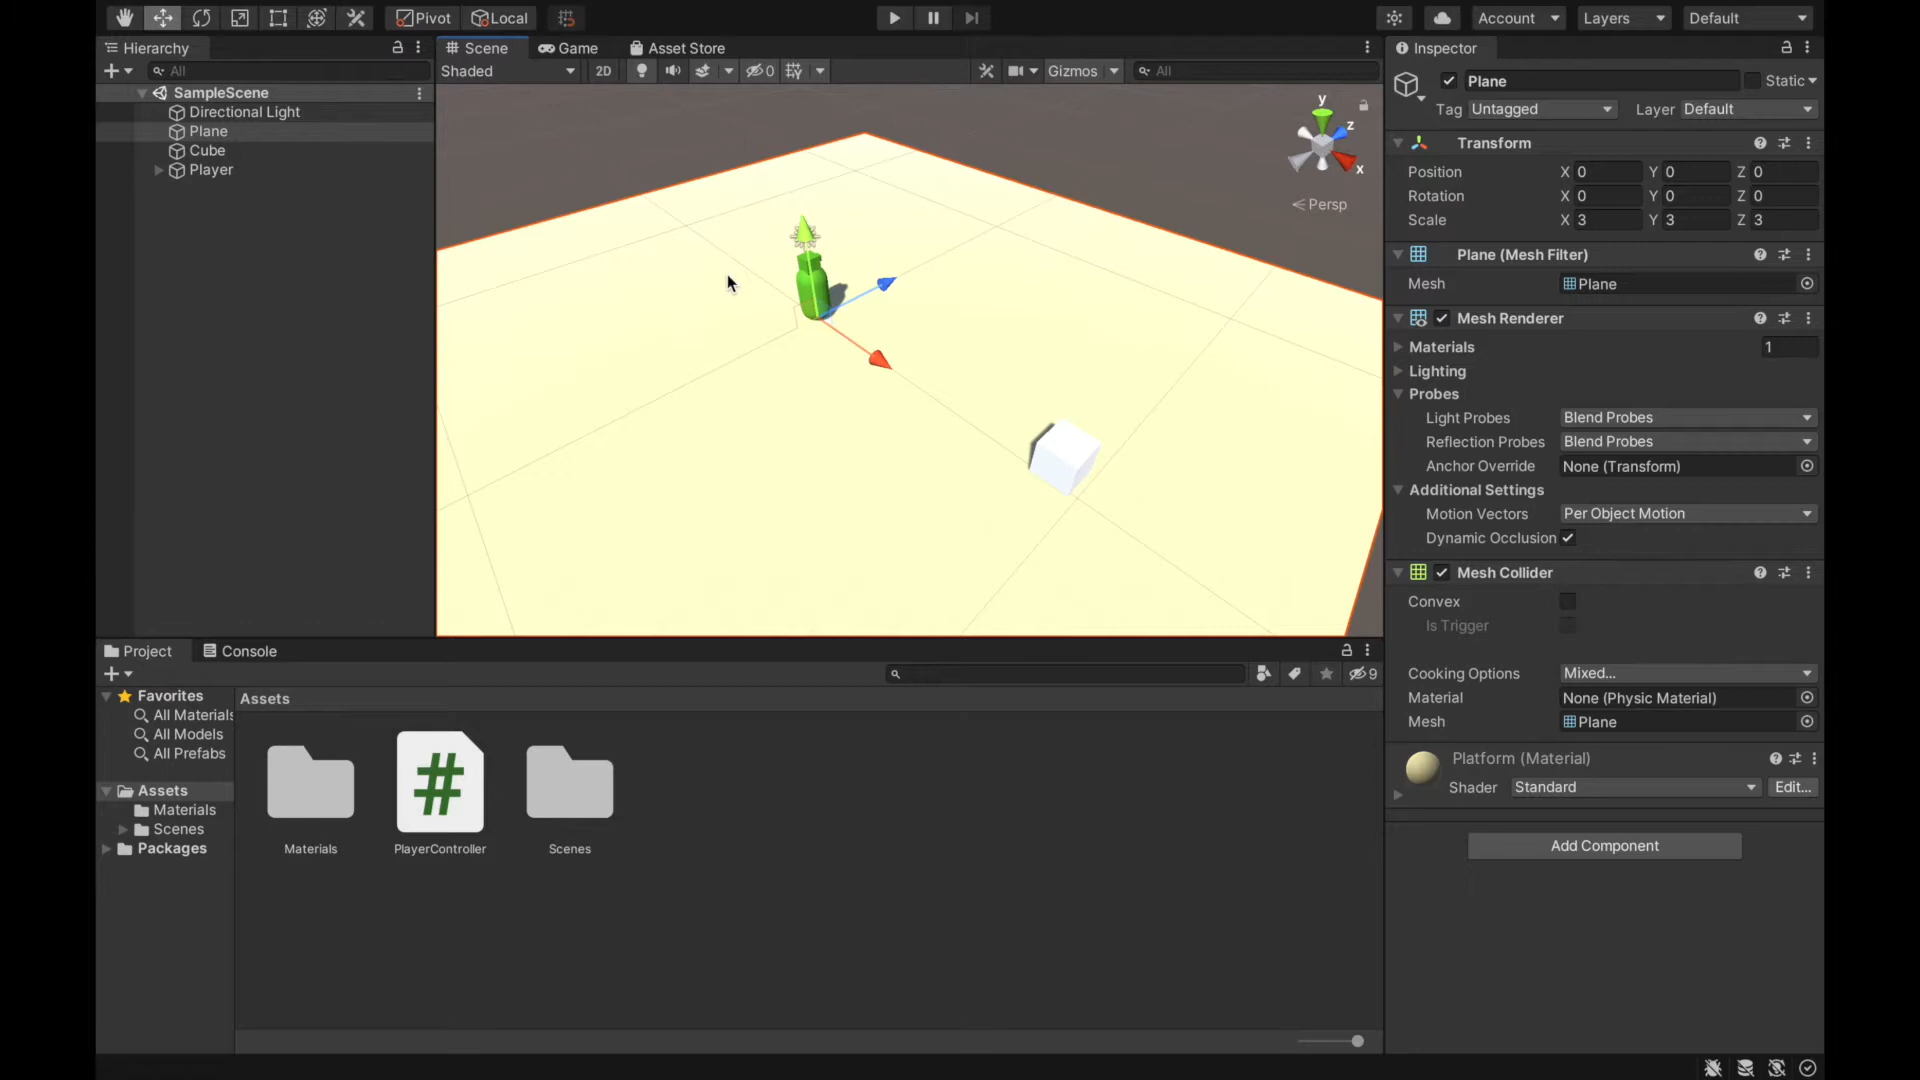 Pivot Local Account Layers Default
Hierarchy Scene Game Asset Store Inspector
All Shaded 2D 0 Gizmos All Plane Static
SampleScene Tag Untagged Layer Default
Directional Light
Plane
Cube
Player
y
z
x
Persp
Transform
Position X 0 Y 0 Z 0
Rotation X 0 Y 0 Z 0
Scale X 3 Y 3 Z 3
Plane (Mesh Filter)
Mesh Plane
Mesh Renderer
Materials 1
Lighting
Probes
Light Probes Blend Probes
Reflection Probes Blend Probes
Anchor Override None (Transform)
Additional Settings
Motion Vectors Per Object Motion
Dynamic Occlusion
Mesh Collider
Convex
Is Trigger
Cooking Options Mixed...
Material None (Physic Material)
Mesh Plane
Platform (Material)
Shader Standard Edit...
Add Component
Project Console
9
Favorites
All Materials
All Models
All Prefabs
Assets
Materials
Scenes
Packages
Assets
#
Materials PlayerController Scenes